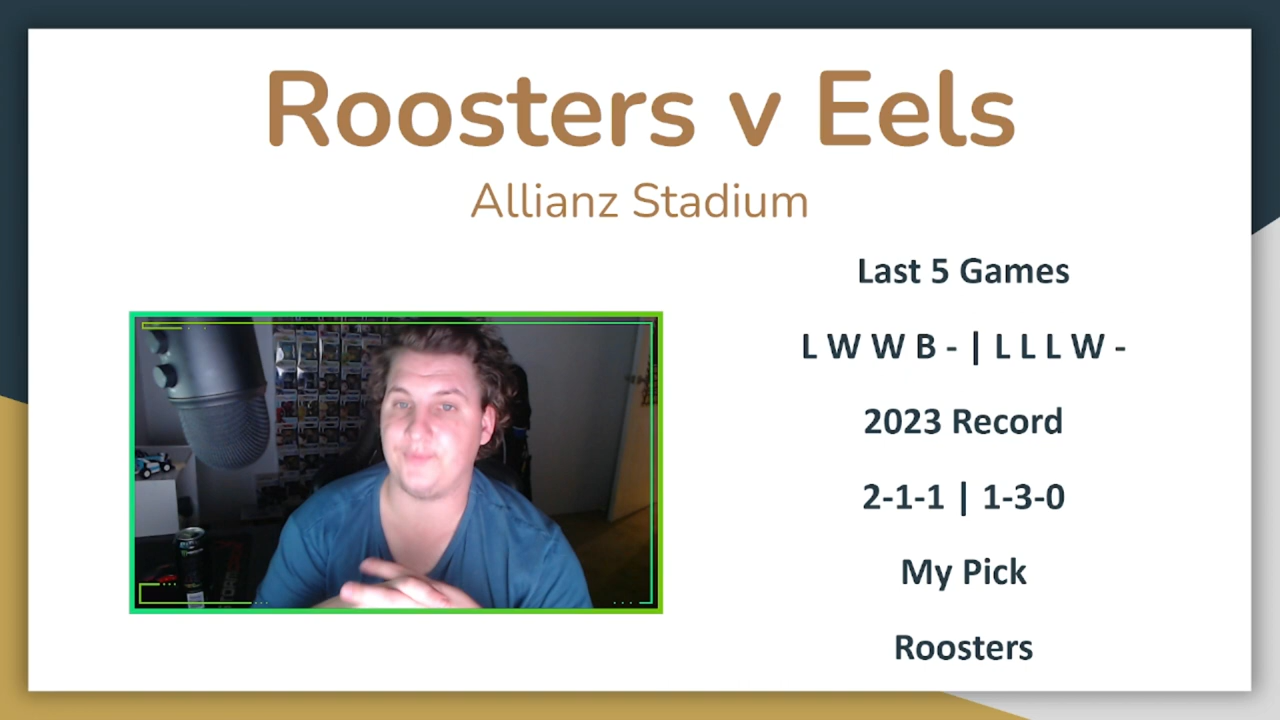 Roosters v Eels
Allianz Stadium
Last 5 Games
L W W B - | L L L W -
2023 Record
2-1-1 | 1-3-0
My Pick
Roosters